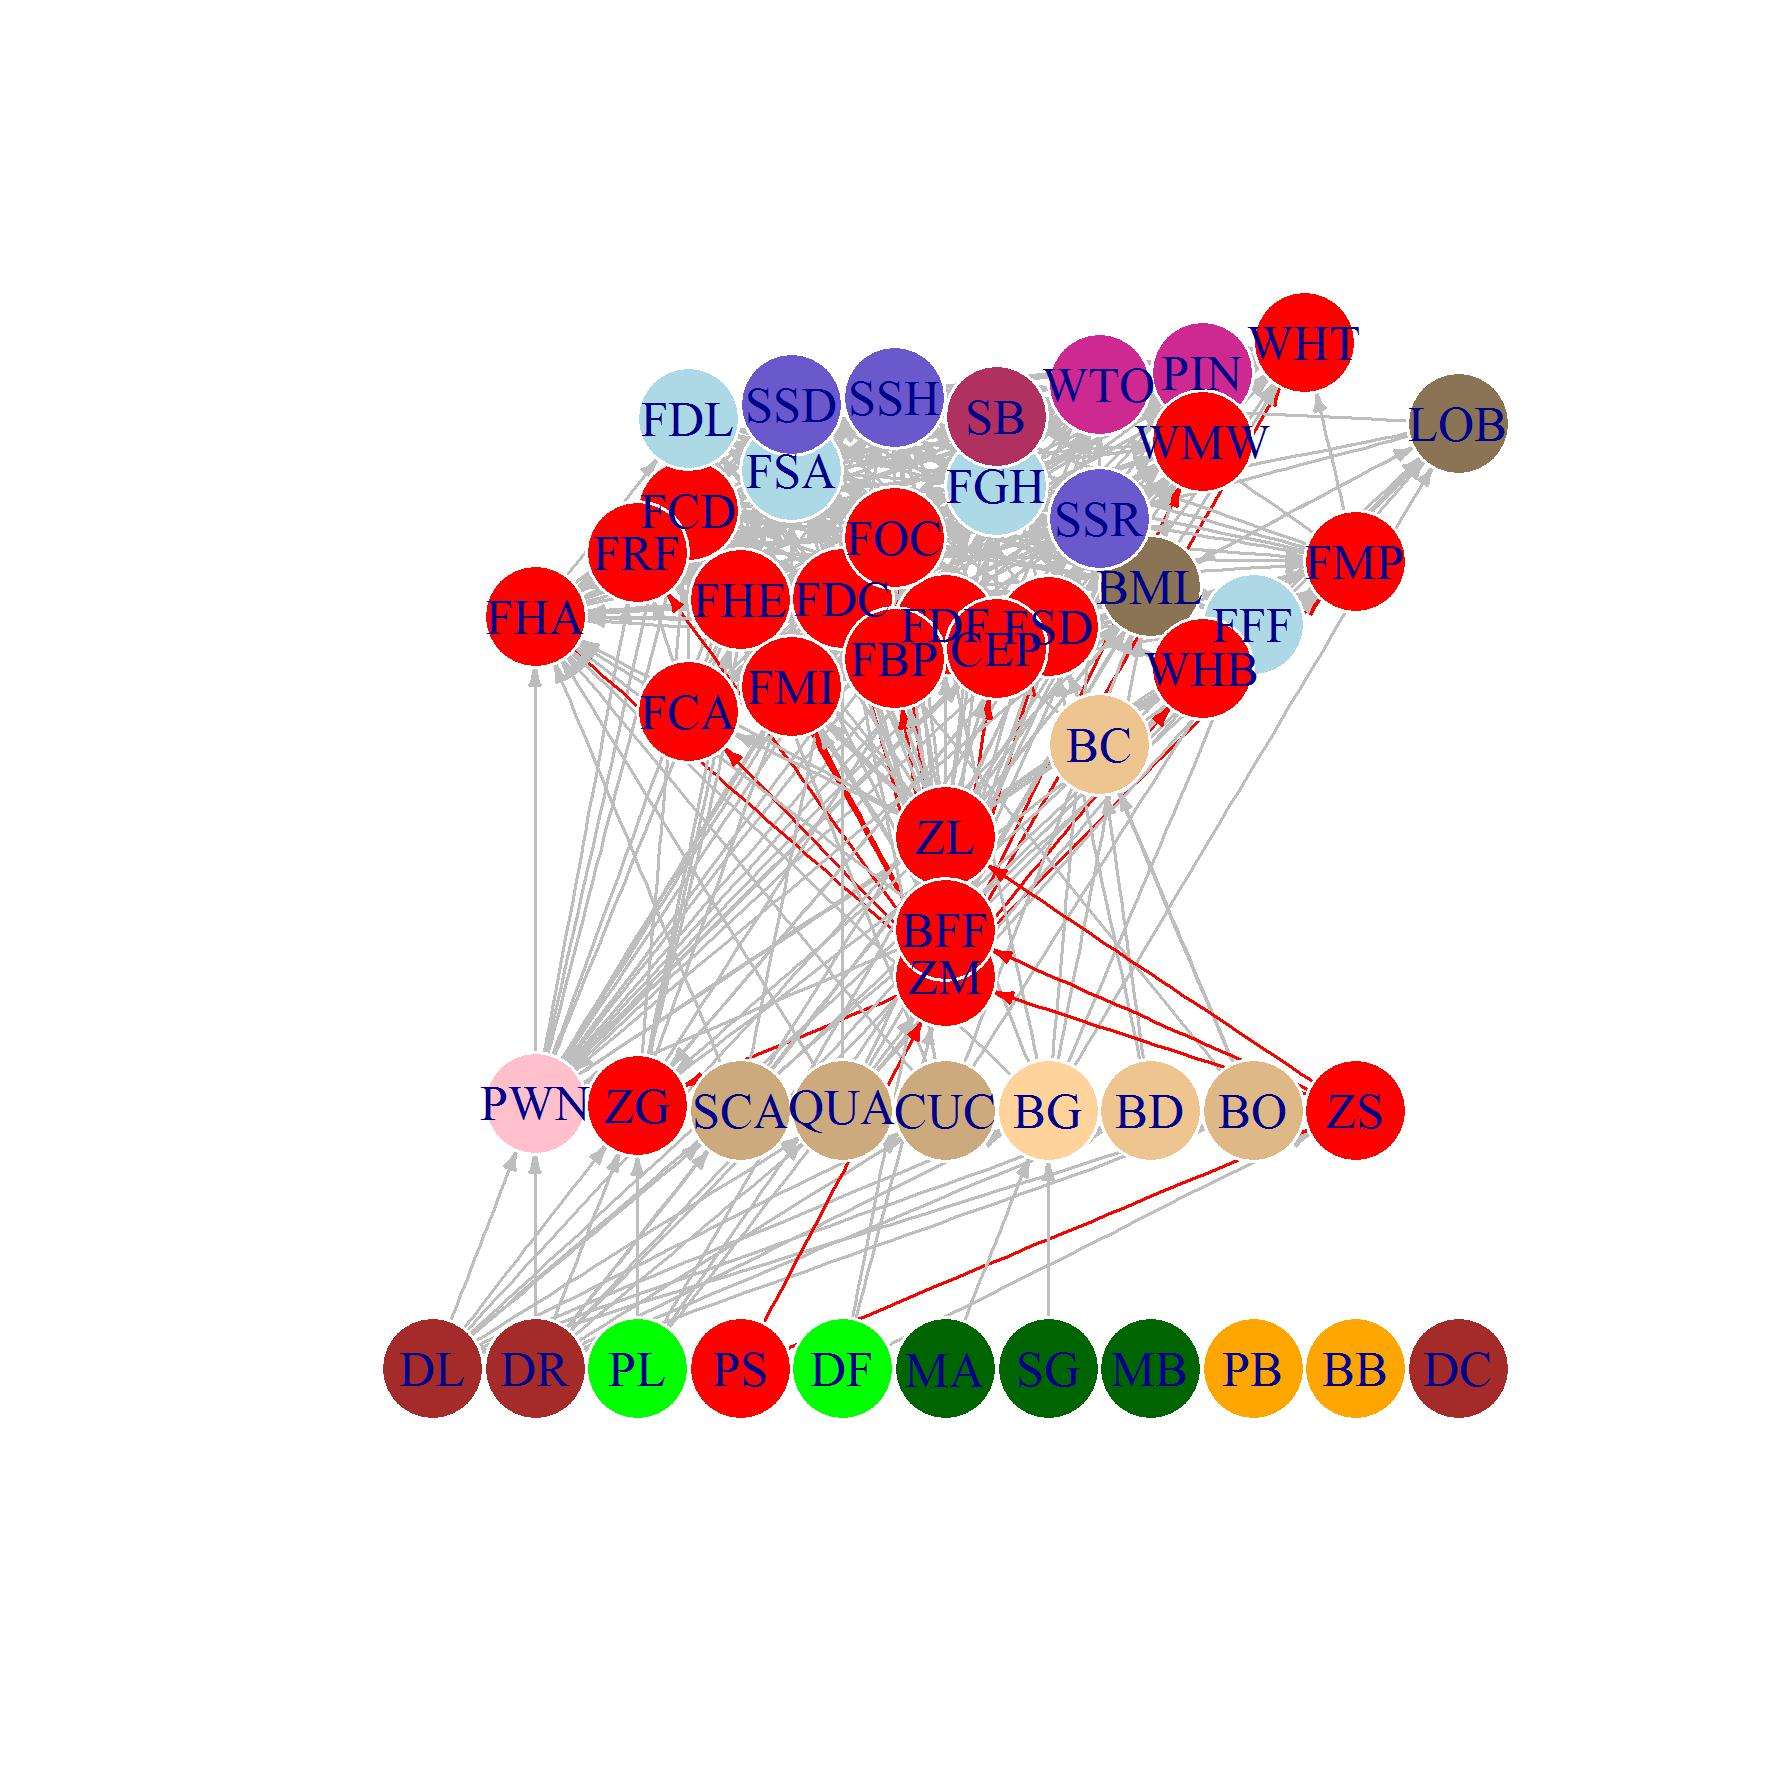 WHT
PIN
WTO
SSH
SSD
SB
FDL
LOB
WMW
FSA
FGH
FCD
SSR
FOC
FRF
FMP
BML
FHE
FDC
FHA
FDF
FSD
FFF
CEP
FBP
WHB
FMI
FCA
BC
ZL
BFF
ZM
PWN
ZG
SCA
QUA
CUC
BG
BD
BO
ZS
DL
DR
PL
PS
DF
MA
SG
MB
PB
BB
DC